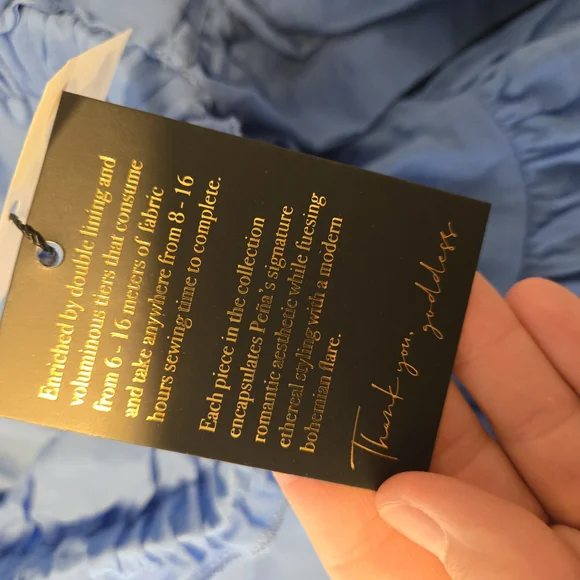 Enriched by double lining and
voluminous tiers that consume
from 6 - 16 meters of fabric
and take anywhere from 8 - 16
hours sewing time to complete.
Each piece in the collection
encapsulates Peña's signature
romantic aesthetic while fuesing
ethereal styling with a modern
bohemian flare.
Thank you, goddess